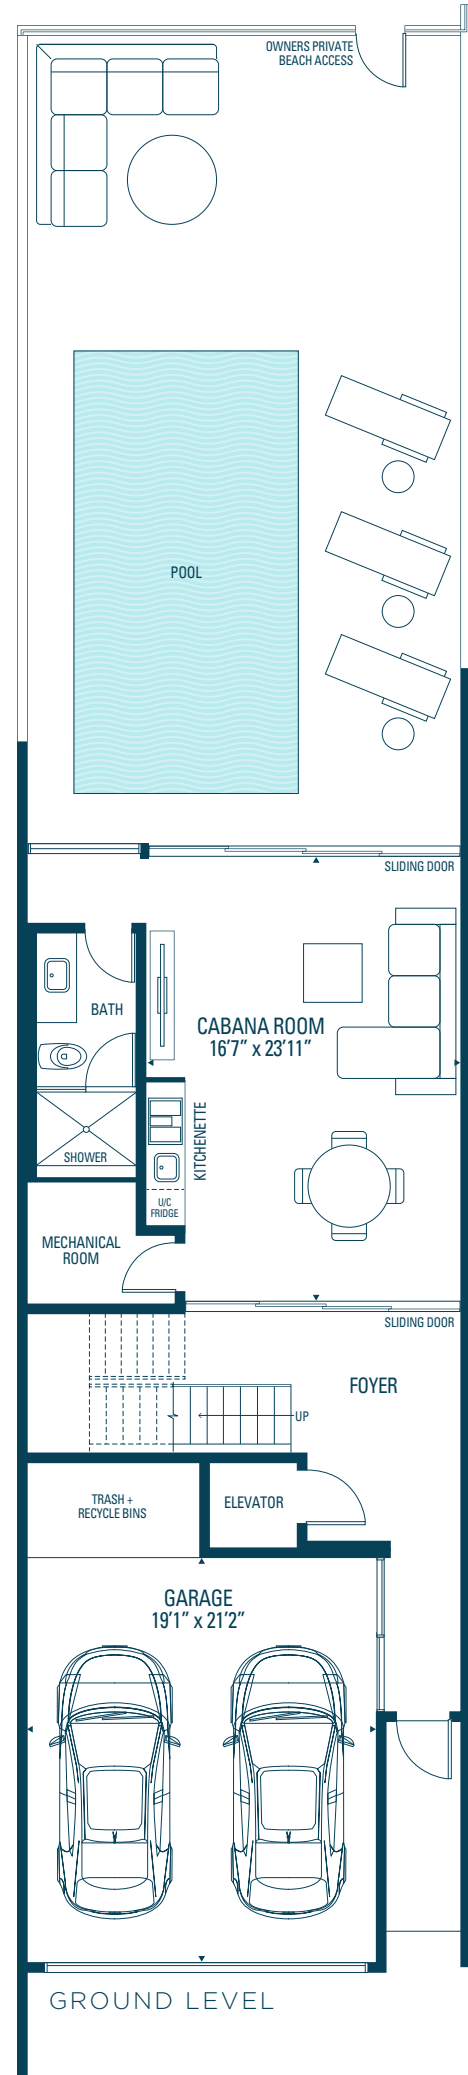 OWNERS PRIVATE
BEACH ACCESS
POOL
SLIDING DOOR
BATH
CABANA ROOM
16'7" x 23'11"
KITCHENETTE
SHOWER
U/C
FRIDGE
MECHANICAL
ROOM
SLIDING DOOR
FOYER
UP
TRASH +
RECYCLE BINS
ELEVATOR
GARAGE
19'1" x 21'2"
GROUND LEVEL